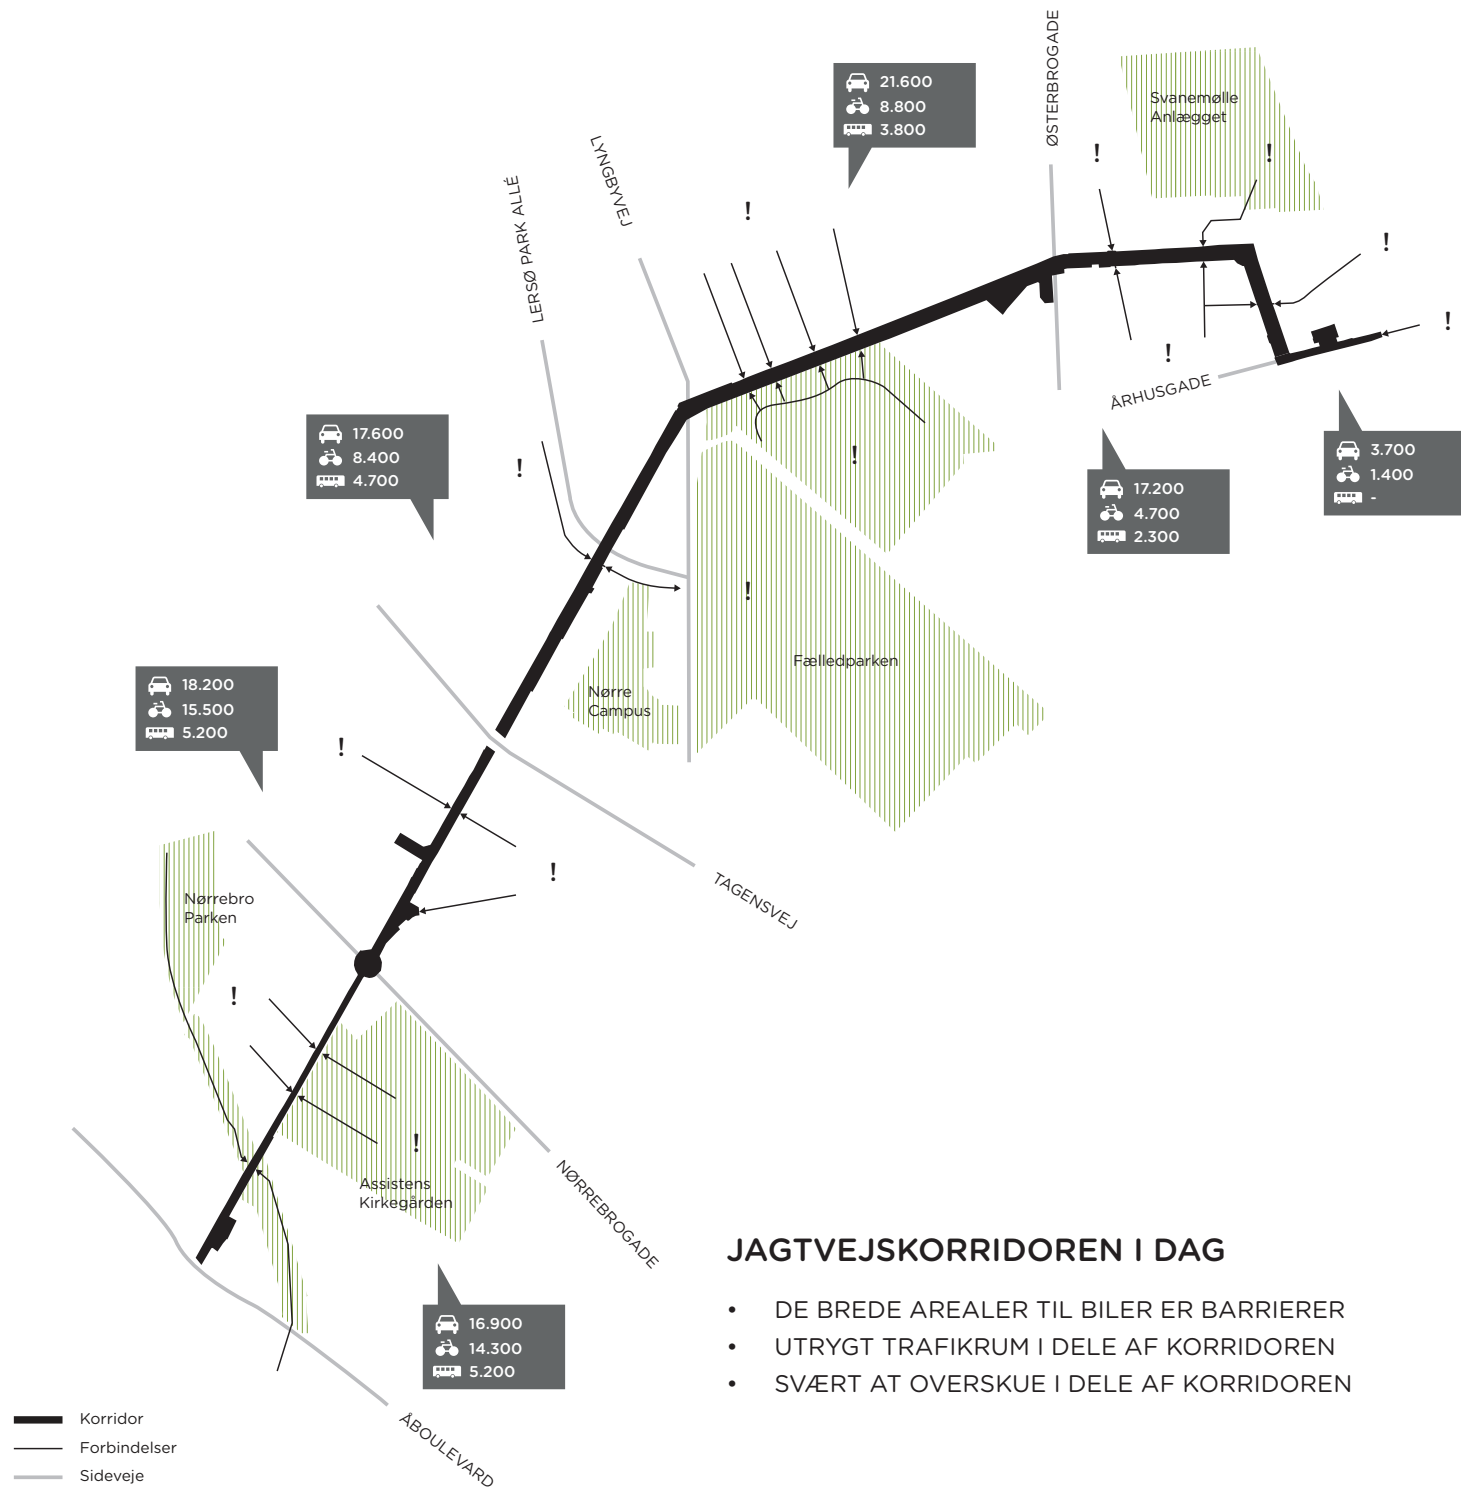 ØSTERBROGADE
21.600
8.800
3.800
Svanemølle
Anlægget
!
!
LYNGBYVEJ
LERSØ PARK ALLÉ
!
!
!
!
ÅRHUSGADE
17.600
8.400
4.700
!
!
3.700
1.400
-
17.200
4.700
2.300
!
Fælledparken
Nørre
Campus
18.200
15.500
5.200
!
!
TAGENSVEJ
Nørrebro
Parken
!
!
Assistens
Kirkegården
NØRREBROGADE
16.900
14.300
5.200
ÅBOULEVARD
JAGTVEJSKORRIDOREN I DAG
• DE BREDE AREALER TIL BILER ER BARRIERER
• UTRYGT TRAFIKRUM I DELE AF KORRIDOREN
• SVÆRT AT OVERSKUE I DELE AF KORRIDOREN
Korridor
Forbindelser
Sideveje